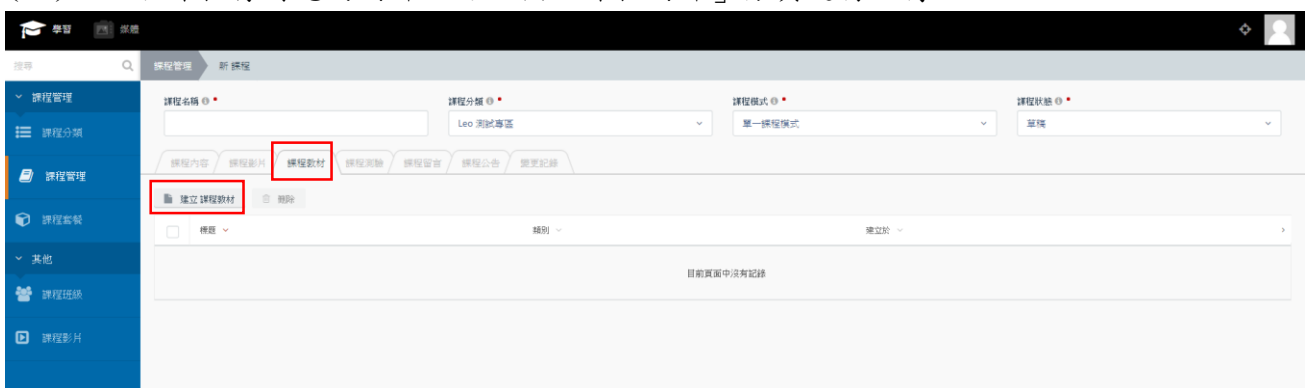 學習 媒體
搜尋
課程管理 新 課程
課程管理
課程分類
課程管理
課程套餐
其他
課程班級
課程影片
課程名稱 課程分類 課程模式 課程狀態
Leo 測試專區 單一課程模式 草稿
課程內容 課程影片 課程教材 課程測驗 課程留言 課程公告 變更記錄
建立 課程教材 刪除
標題 類別 建立於
目前頁面中沒有記錄